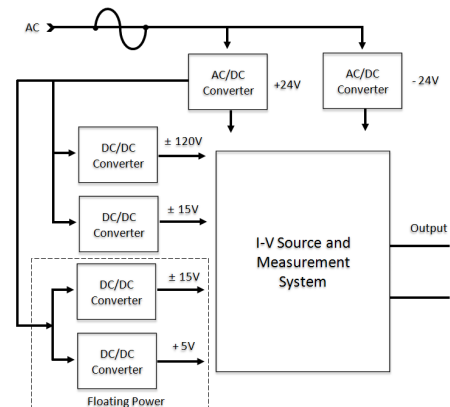 AC
AC/DC
Converter
+24V
AC/DC
Converter
- 24V
DC/DC
Converter
± 120V
DC/DC
Converter
± 15V
I-V Source and
Measurement
System
Output
DC/DC
Converter
± 15V
DC/DC
Converter
+ 5V
Floating Power